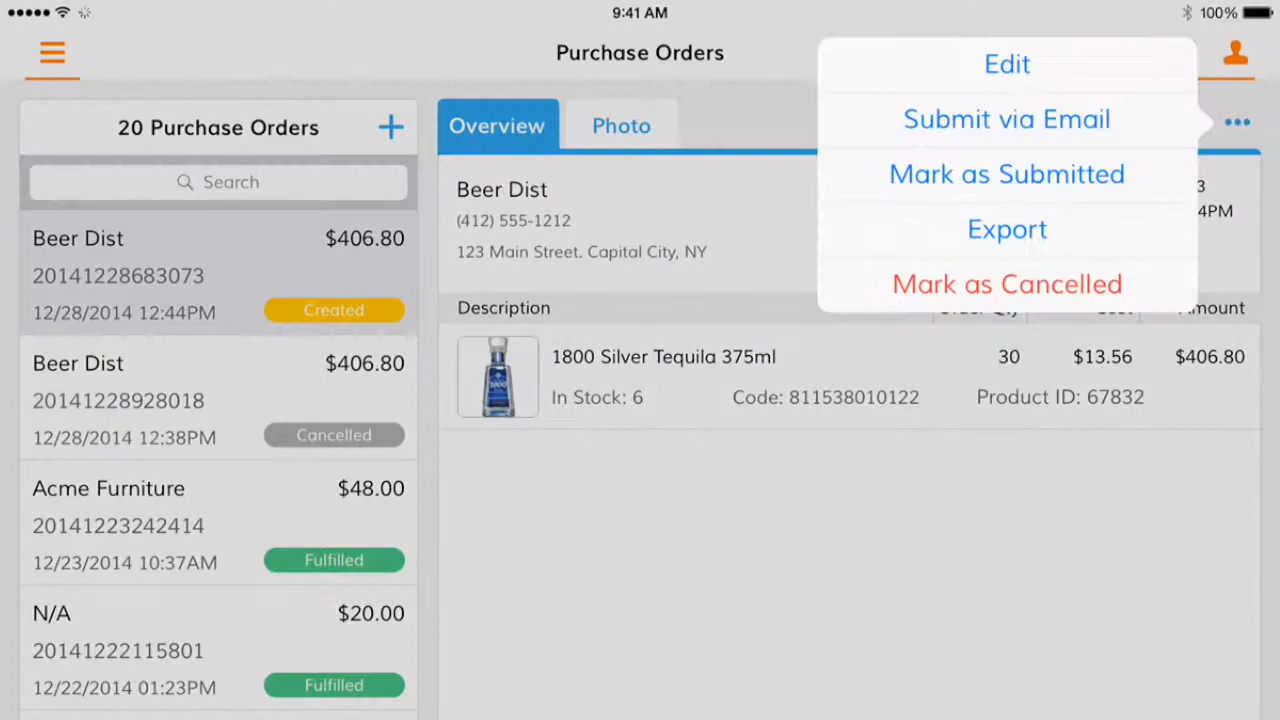 9:41 AM
100%
Purchase Orders
Edit
Submit via Email
Mark as Submitted
Export
Mark as Cancelled
20 Purchase Orders +
Search
Beer Dist $406.80
20141228683073
12/28/2014 12:44PM Created
Beer Dist $406.80
20141228928018
12/28/2014 12:38PM Cancelled
Acme Furniture $48.00
20141223242414
12/23/2014 10:37AM Fulfilled
N/A $20.00
20141222115801
12/22/2014 01:23PM Fulfilled
Overview Photo
Beer Dist
(412) 555-1212
123 Main Street. Capital City, NY
3
4PM
Description Amount
1800 Silver Tequila 375ml 30 $13.56 $406.80
In Stock: 6 Code: 811538010122 Product ID: 67832
1800